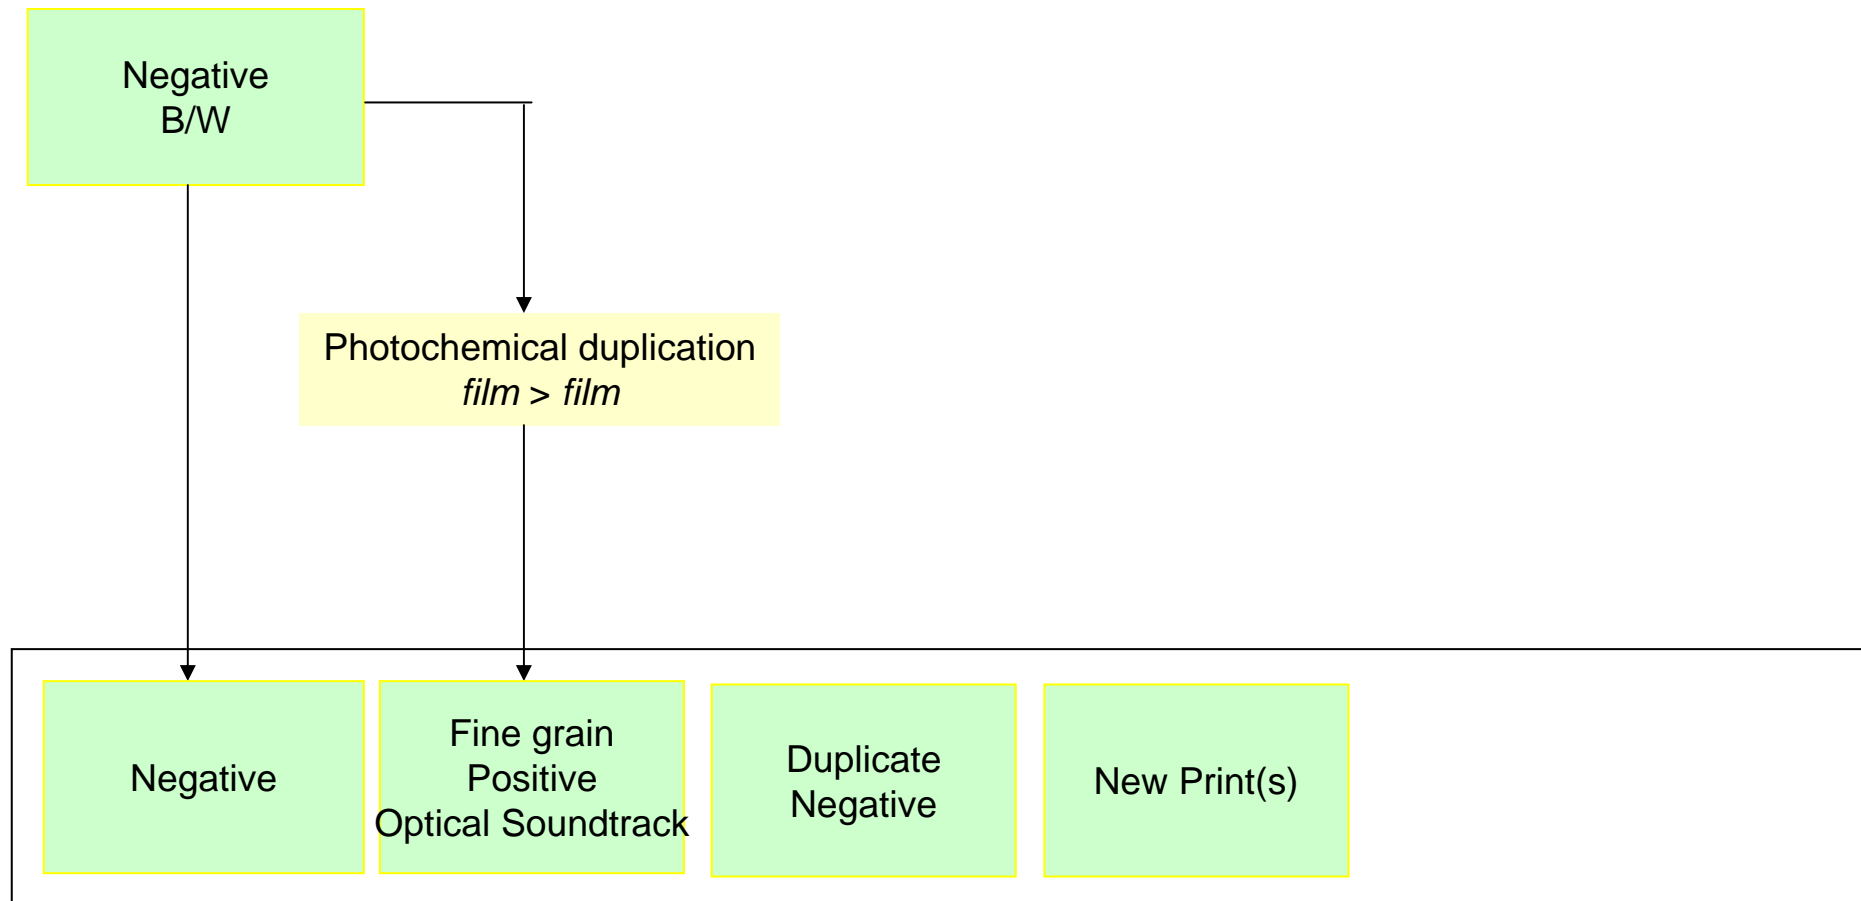 Negative
B/W
Photochemical duplication
film > film
Negative
Fine grain
Positive
Optical Soundtrack
Duplicate
Negative
New Print(s)